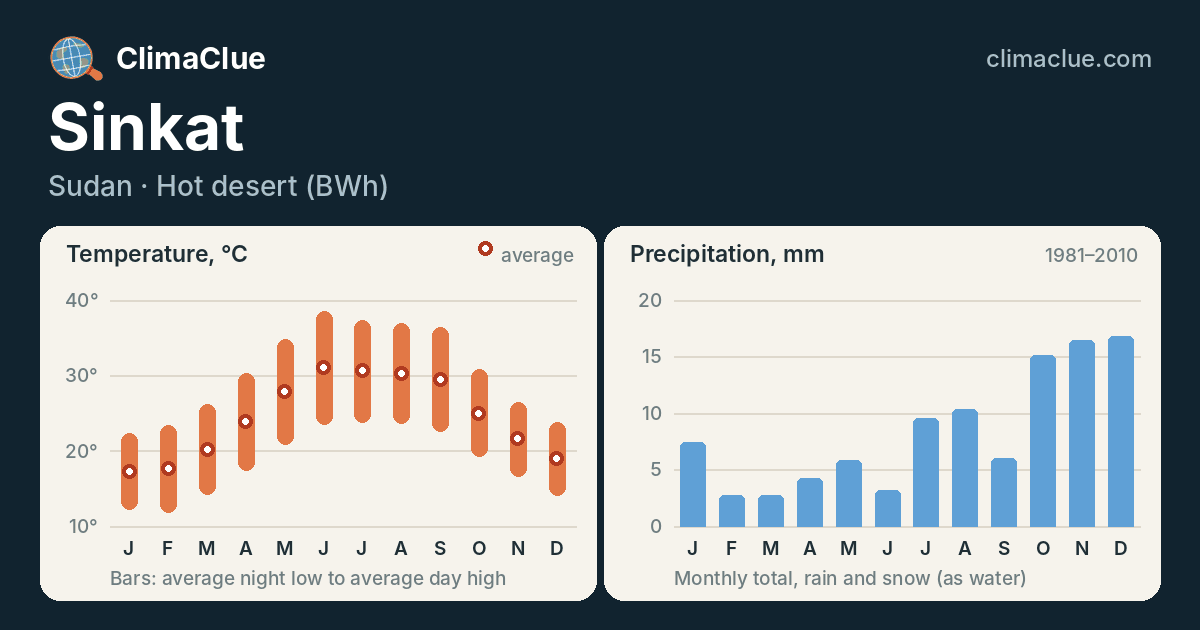 ClimaClue
climaclue.com
Sinkat
Sudan · Hot desert (BWh)
Temperature, °C
average
40°
30°
20°
10°
J F M A M J J A S O N D
Bars: average night low to average day high
Precipitation, mm
1981–2010
20
15
10
5
0
J F M A M J J A S O N D
Monthly total, rain and snow (as water)